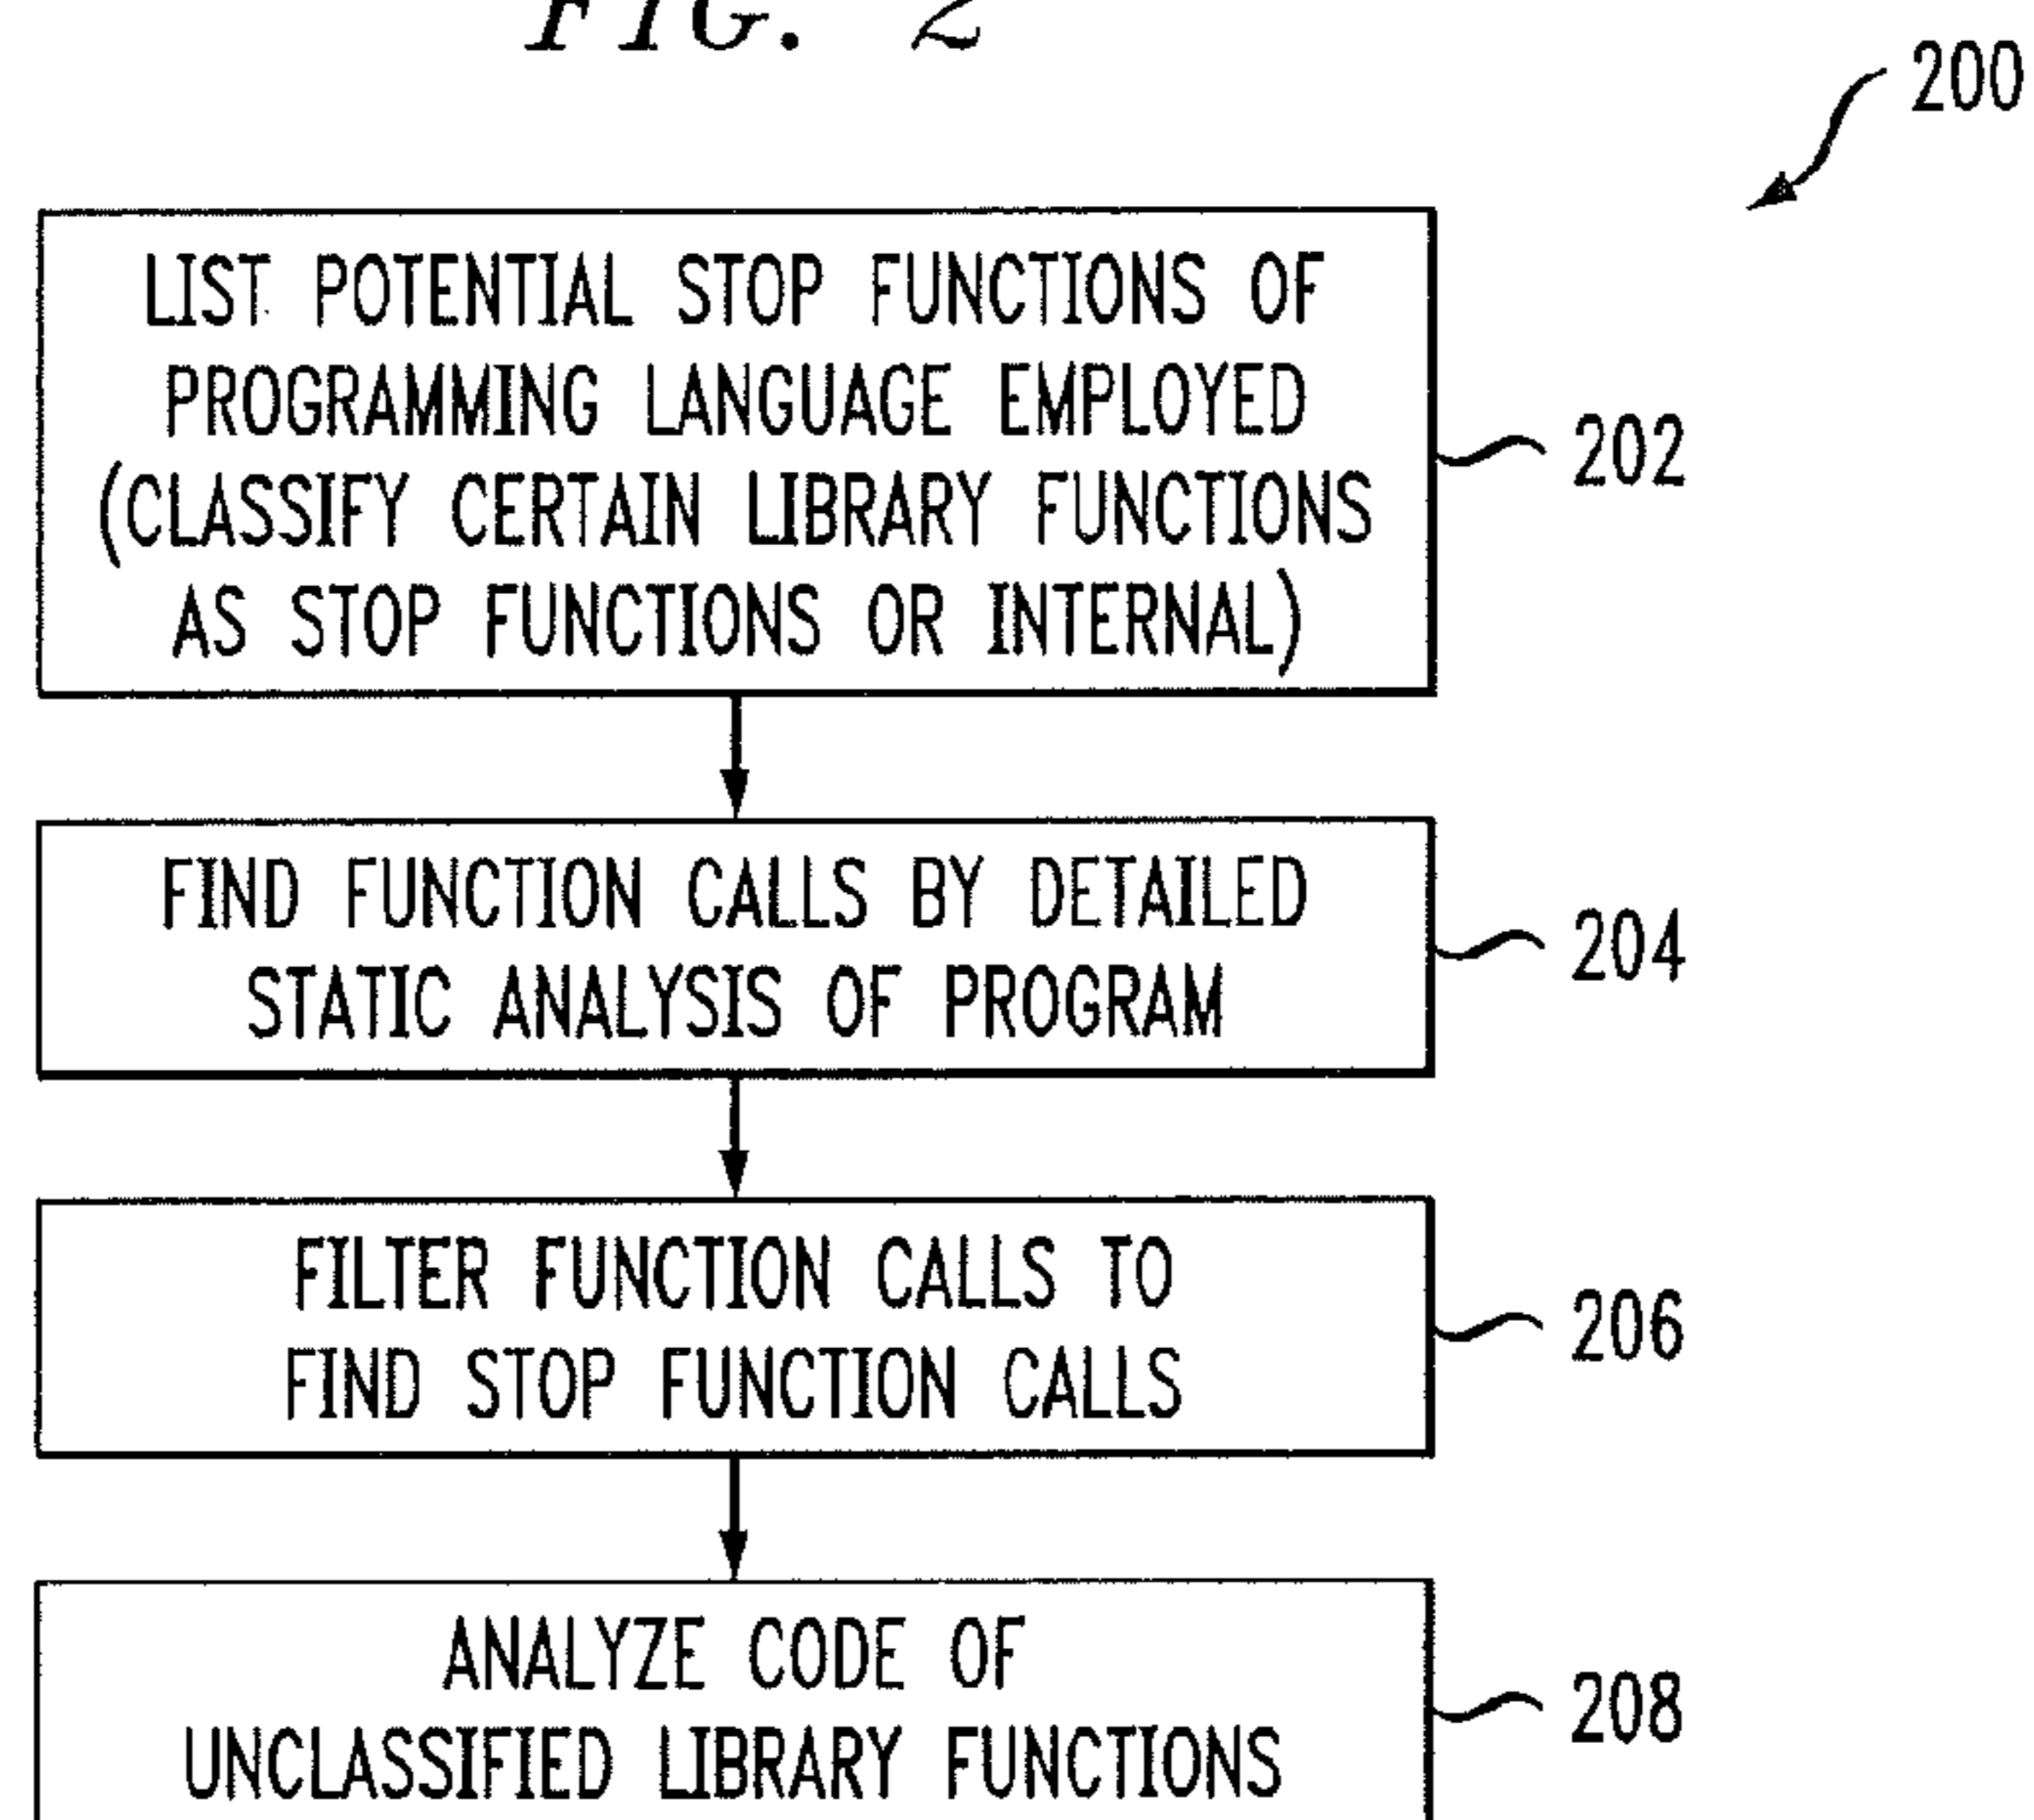 FIG. 2
200
LIST POTENTIAL STOP FUNCTIONS OF
PROGRAMMING LANGUAGE EMPLOYED
(CLASSIFY CERTAIN LIBRARY FUNCTIONS
AS STOP FUNCTIONS OR INTERNAL)
202
FIND FUNCTION CALLS BY DETAILED
STATIC ANALYSIS OF PROGRAM
204
FILTER FUNCTION CALLS TO
FIND STOP FUNCTION CALLS
206
ANALYZE CODE OF
UNCLASSIFIED LIBRARY FUNCTIONS
208